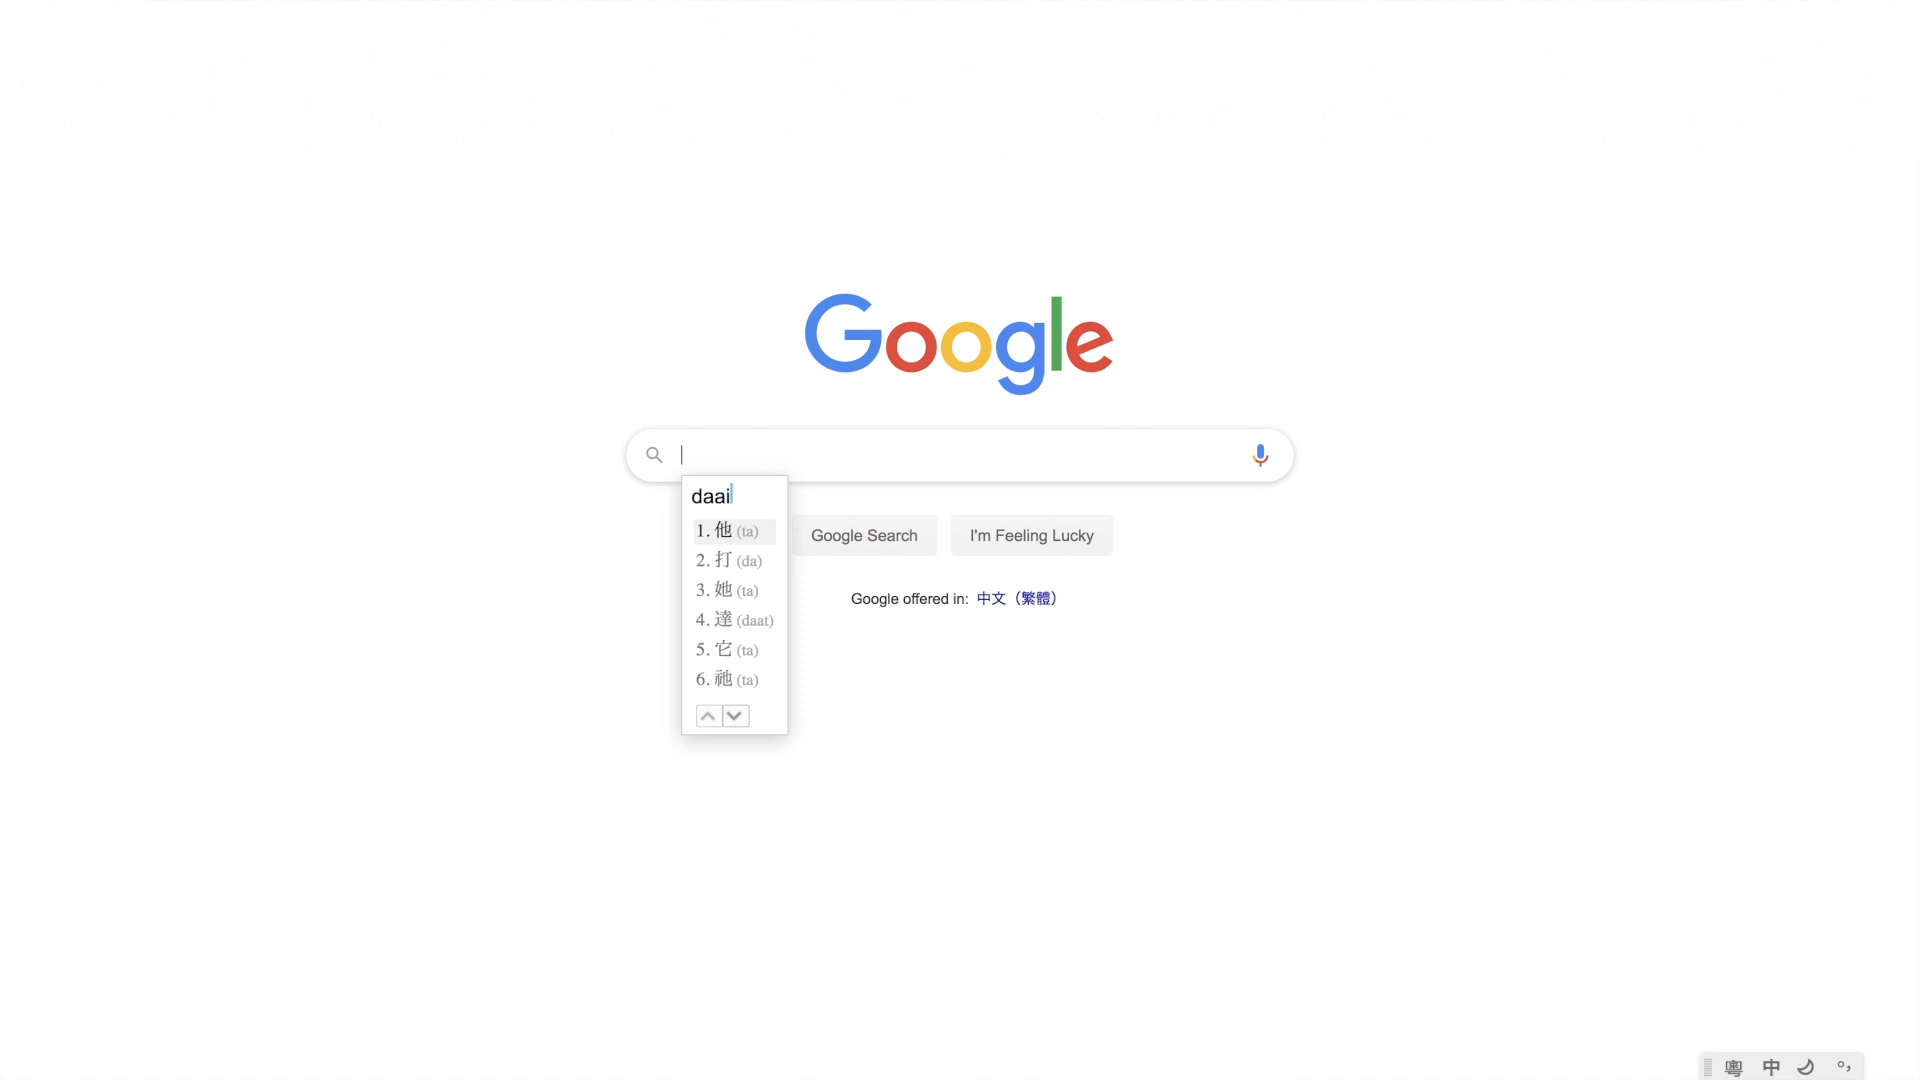 Google
daai
1. 他 (ta)
2. 打 (da)
3. 她 (ta)
4. 達 (daat)
5. 它 (ta)
6. 祂 (ta)
Google Search
I'm Feeling Lucky
Google offered in: 中文（繁體）
粵 中 °,